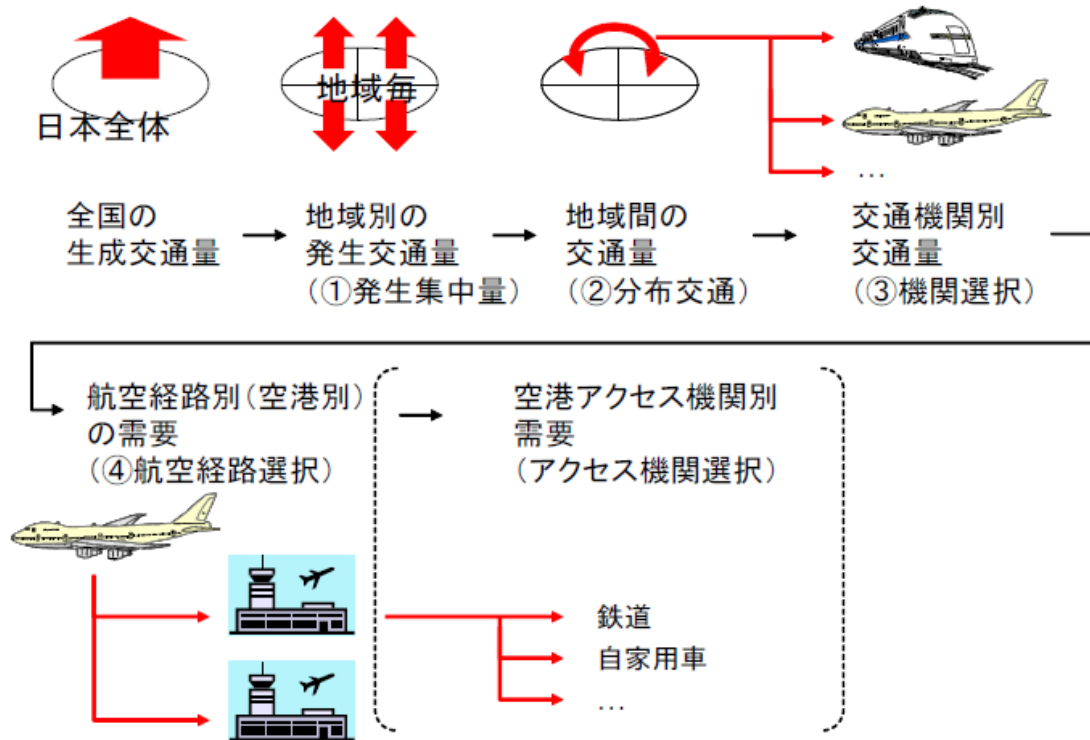 日本全体
地域毎
…
全国の
生成交通量
地域別の
発生交通量
(①発生集中量)
地域間の
交通量
(②分布交通)
交通機関別
交通量
(③機関選択)
航空経路別(空港別)
の需要
(④航空経路選択)
空港アクセス機関別
需要
(アクセス機関選択)
鉄道
自家用車
…